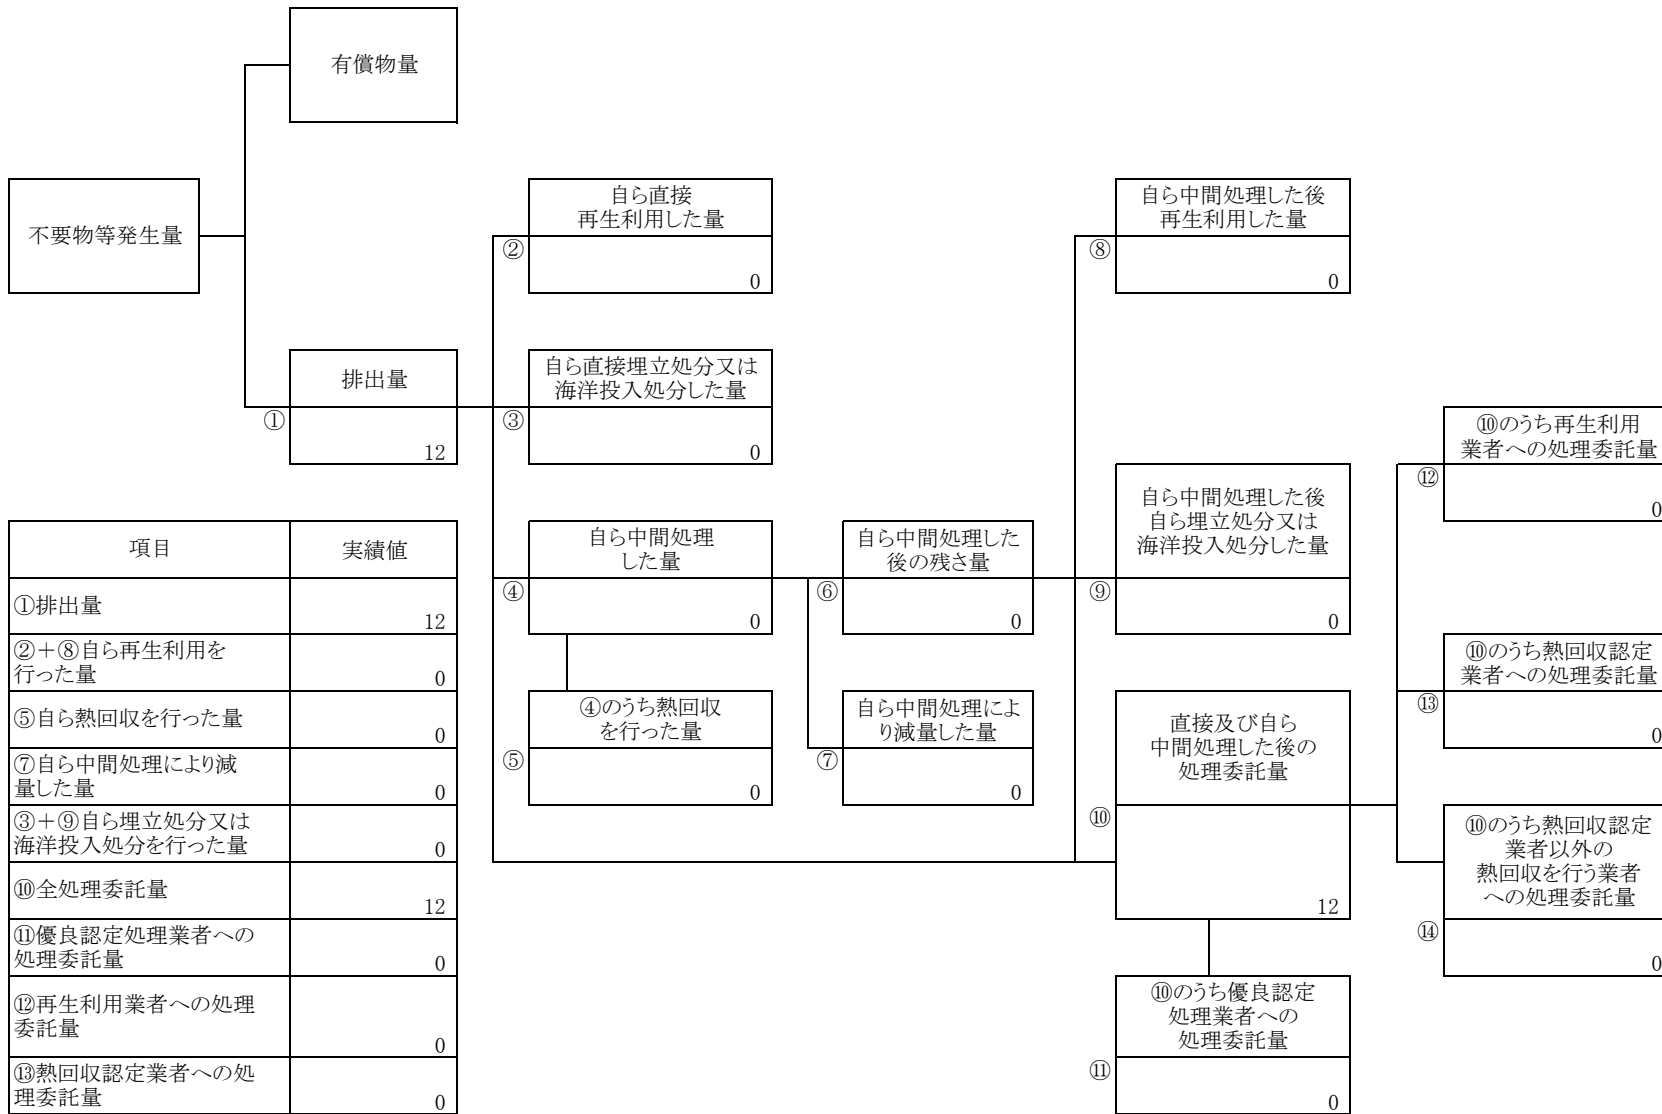 有償物量
不要物等発生量
自ら直接
再生利用した量
②
0
自ら中間処理した後
再生利用した量
⑧
0
排出量
①
12
自ら直接埋立処分又は
海洋投入処分した量
③
0
⑩のうち再生利用
業者への処理委託量
⑫
0
自ら中間処理した後
自ら埋立処分又は
海洋投入処分した量
⑨
0
自ら中間処理
した量
④
0
自ら中間処理した
後の残さ量
⑥
0
⑩のうち熱回収認定
業者への処理委託量
⑬
0
④のうち熱回収
を行った量
⑤
0
自ら中間処理によ
り減量した量
⑦
0
直接及び自ら
中間処理した後の
処理委託量
⑩
12
⑩のうち熱回収認定
業者以外の
熱回収を行う業者
への処理委託量
⑭
0
⑩のうち優良認定
処理業者への
処理委託量
⑪
0
項目 実績値
①排出量 12
②+⑧自ら再生利用を
行った量 0
⑤自ら熱回収を行った量 0
⑦自ら中間処理により減
量した量 0
③+⑨自ら埋立処分又は
海洋投入処分を行った量 0
⑩全処理委託量 12
⑪優良認定処理業者への
処理委託量 0
⑫再生利用業者への処理
委託量 0
⑬熱回収認定業者への処
理委託量 0